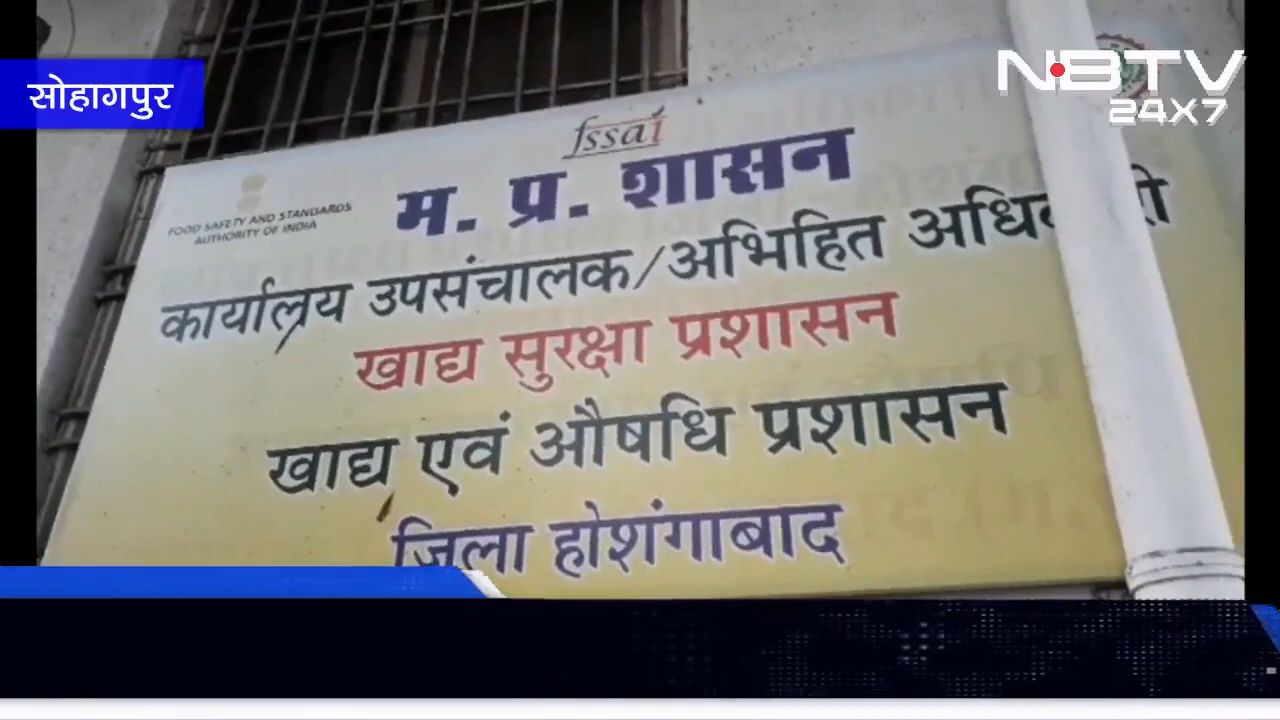 सोहागपुर
NBTV
24X7
fssai
FOOD SAFETY AND STANDARDS
AUTHORITY OF INDIA
म. प्र. शासन
कार्यालय उपसंचालक/अभिहित
खाद्य सुरक्षा प्रशासन
खाद्य एवं औषधि प्रशासन
जिला होशंगाबाद